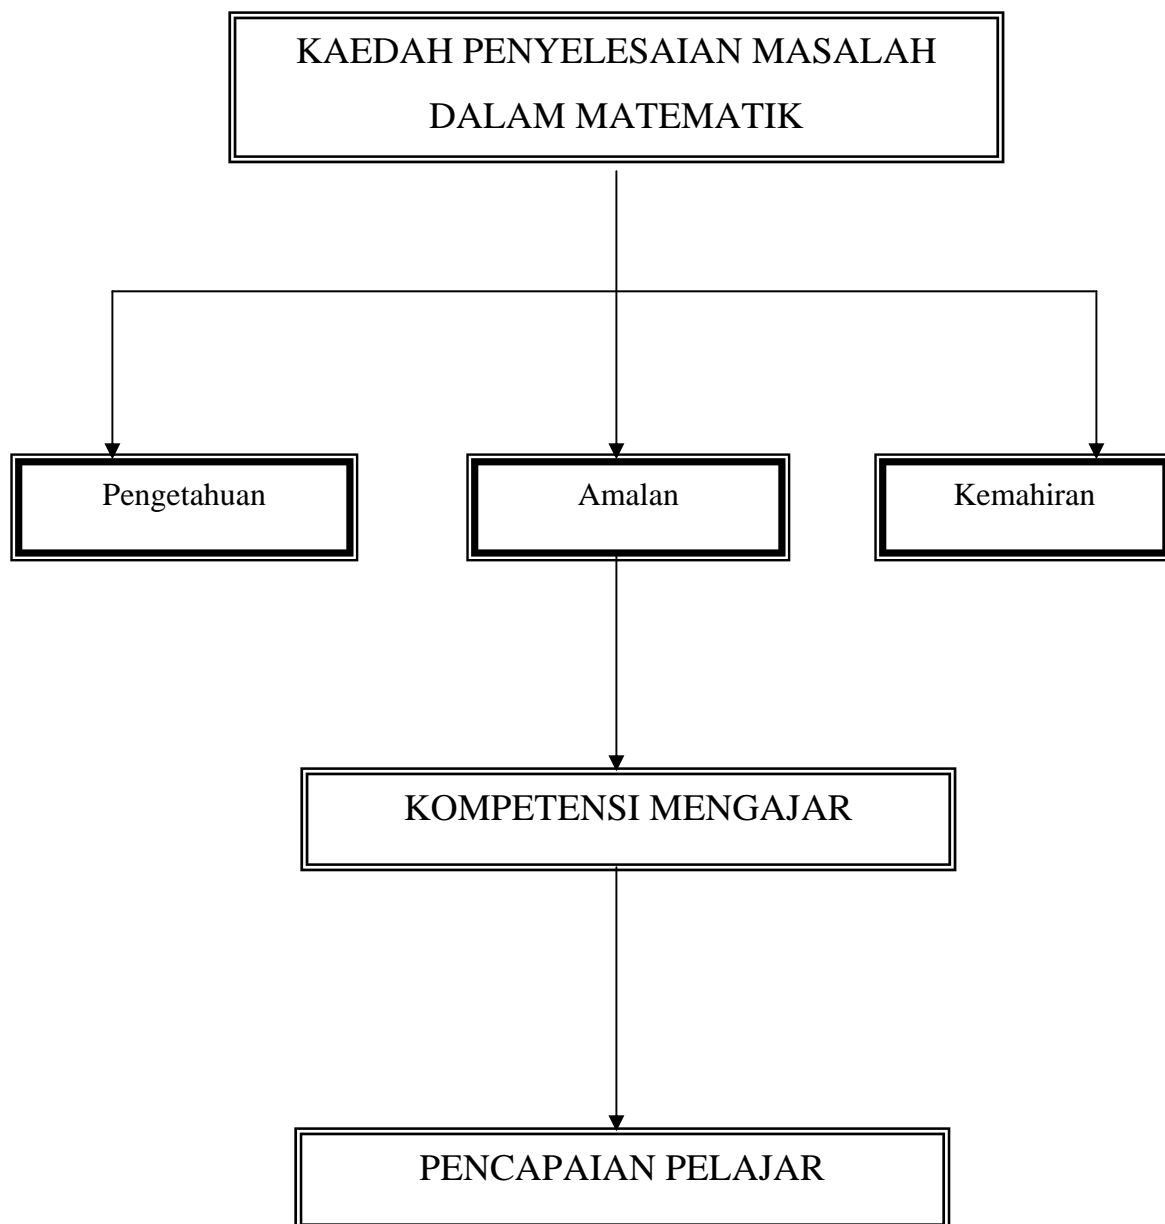 KAEDAH PENYELESAIAN MASALAH
DALAM MATEMATIK
Pengetahuan
Amalan
Kemahiran
KOMPETENSI MENGAJAR
PENCAPAIAN PELAJAR